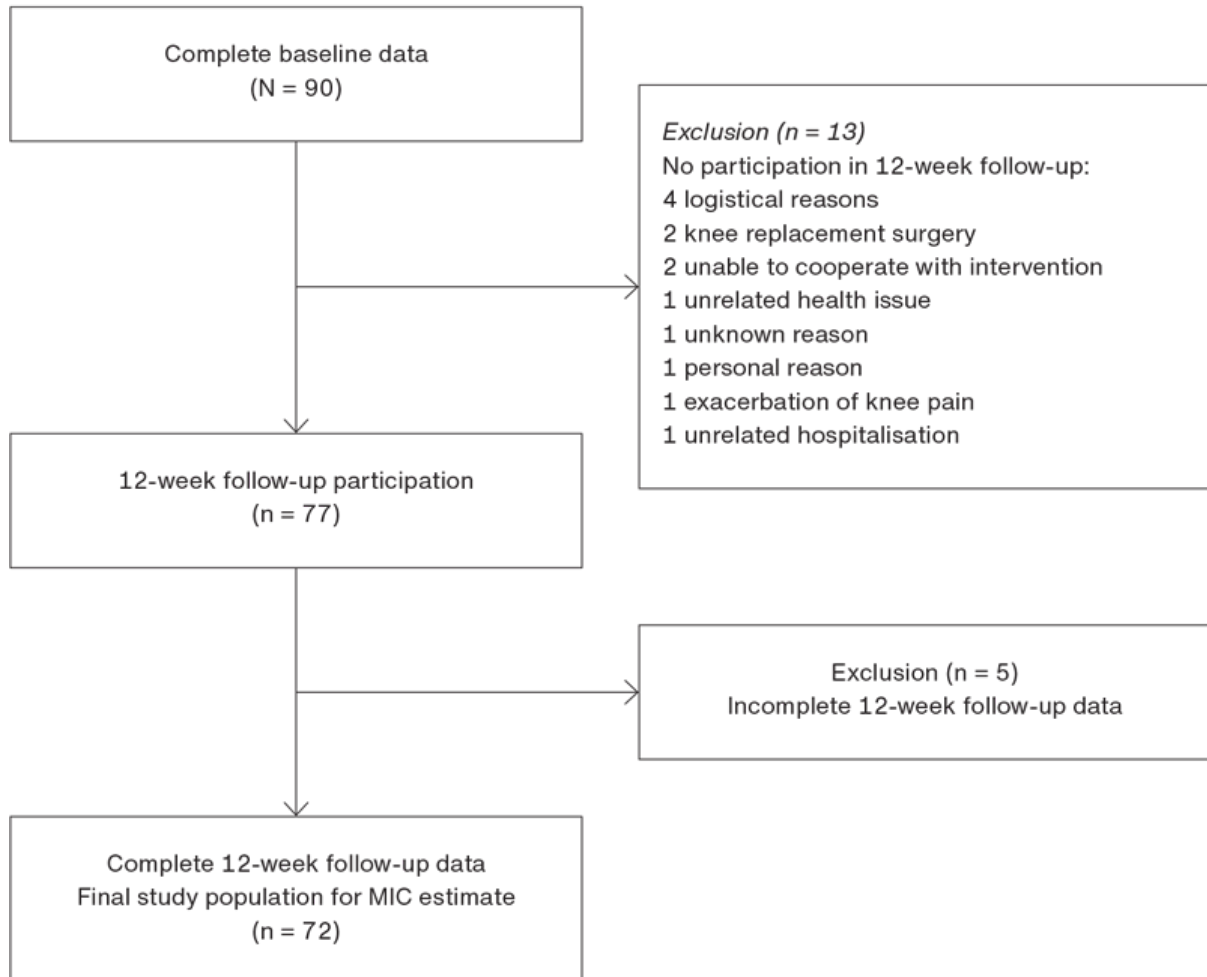 Complete baseline data
(N = 90)
Exclusion (n = 13)
No participation in 12-week follow-up:
4 logistical reasons
2 knee replacement surgery
2 unable to cooperate with intervention
1 unrelated health issue
1 unknown reason
1 personal reason
1 exacerbation of knee pain
1 unrelated hospitalisation
12-week follow-up participation
(n = 77)
Exclusion (n = 5)
Incomplete 12-week follow-up data
Complete 12-week follow-up data
Final study population for MIC estimate
(n = 72)